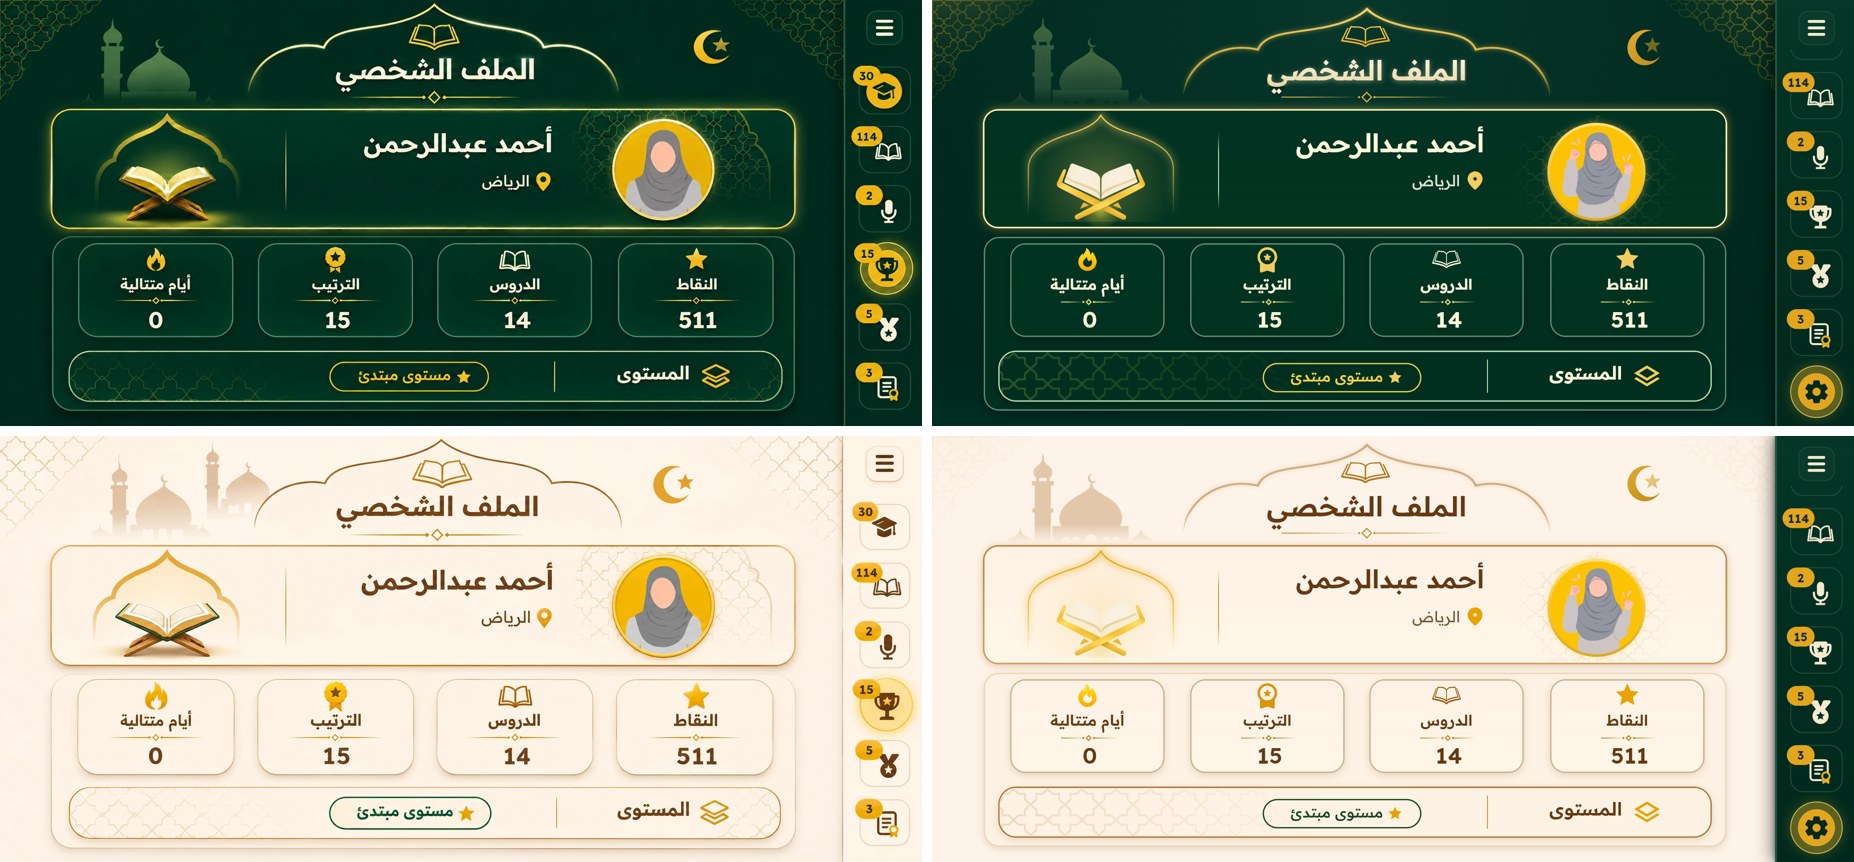 الملف الشخصي
أحمد عبدالرحمن
الرياض
النقاط
511
الدروس
14
الترتيب
15
أيام متتالية
0
المستوى
مستوى مبتدئ
30
114
2
15
5
3
الملف الشخصي
أحمد عبدالرحمن
الرياض
النقاط
511
الدروس
14
الترتيب
15
أيام متتالية
0
المستوى
مستوى مبتدئ
114
2
15
5
3
الملف الشخصي
أحمد عبدالرحمن
الرياض
النقاط
511
الدروس
14
الترتيب
15
أيام متتالية
0
المستوى
مستوى مبتدئ
30
114
2
15
5
3
الملف الشخصي
أحمد عبدالرحمن
الرياض
النقاط
511
الدروس
14
الترتيب
15
أيام متتالية
0
المستوى
مستوى مبتدئ
114
2
15
5
3